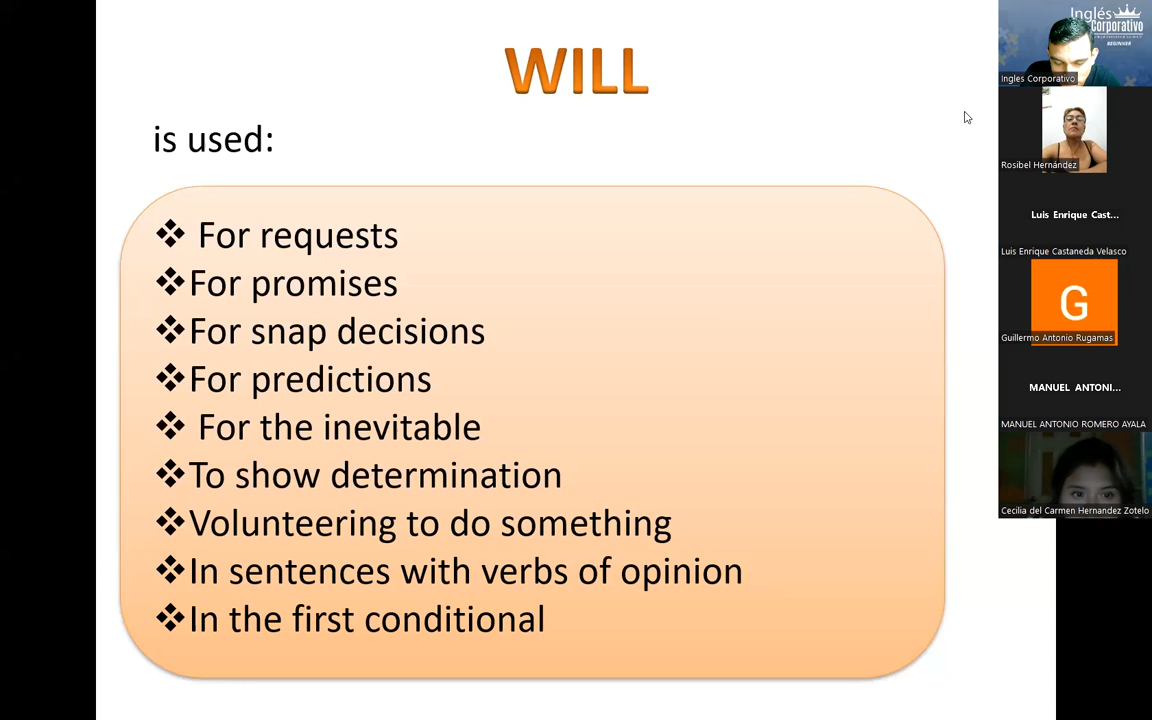 WILL
is used:
❖ For requests
❖For promises
❖For snap decisions
❖For predictions
❖ For the inevitable
❖To show determination
❖Volunteering to do something
❖In sentences with verbs of opinion
❖In the first conditional
Inglés
Corporativo
BEGINNER
Ingles Corporativo
Rosibel Hernández
Luis Enrique Cast...
Luis Enrique Castaneda Velasco
G
Guillermo Antonio Rugamas
MANUEL ANTONI...
MANUEL ANTONIO ROMERO AYALA
Cecilia del Carmen Hernandez Zotelo